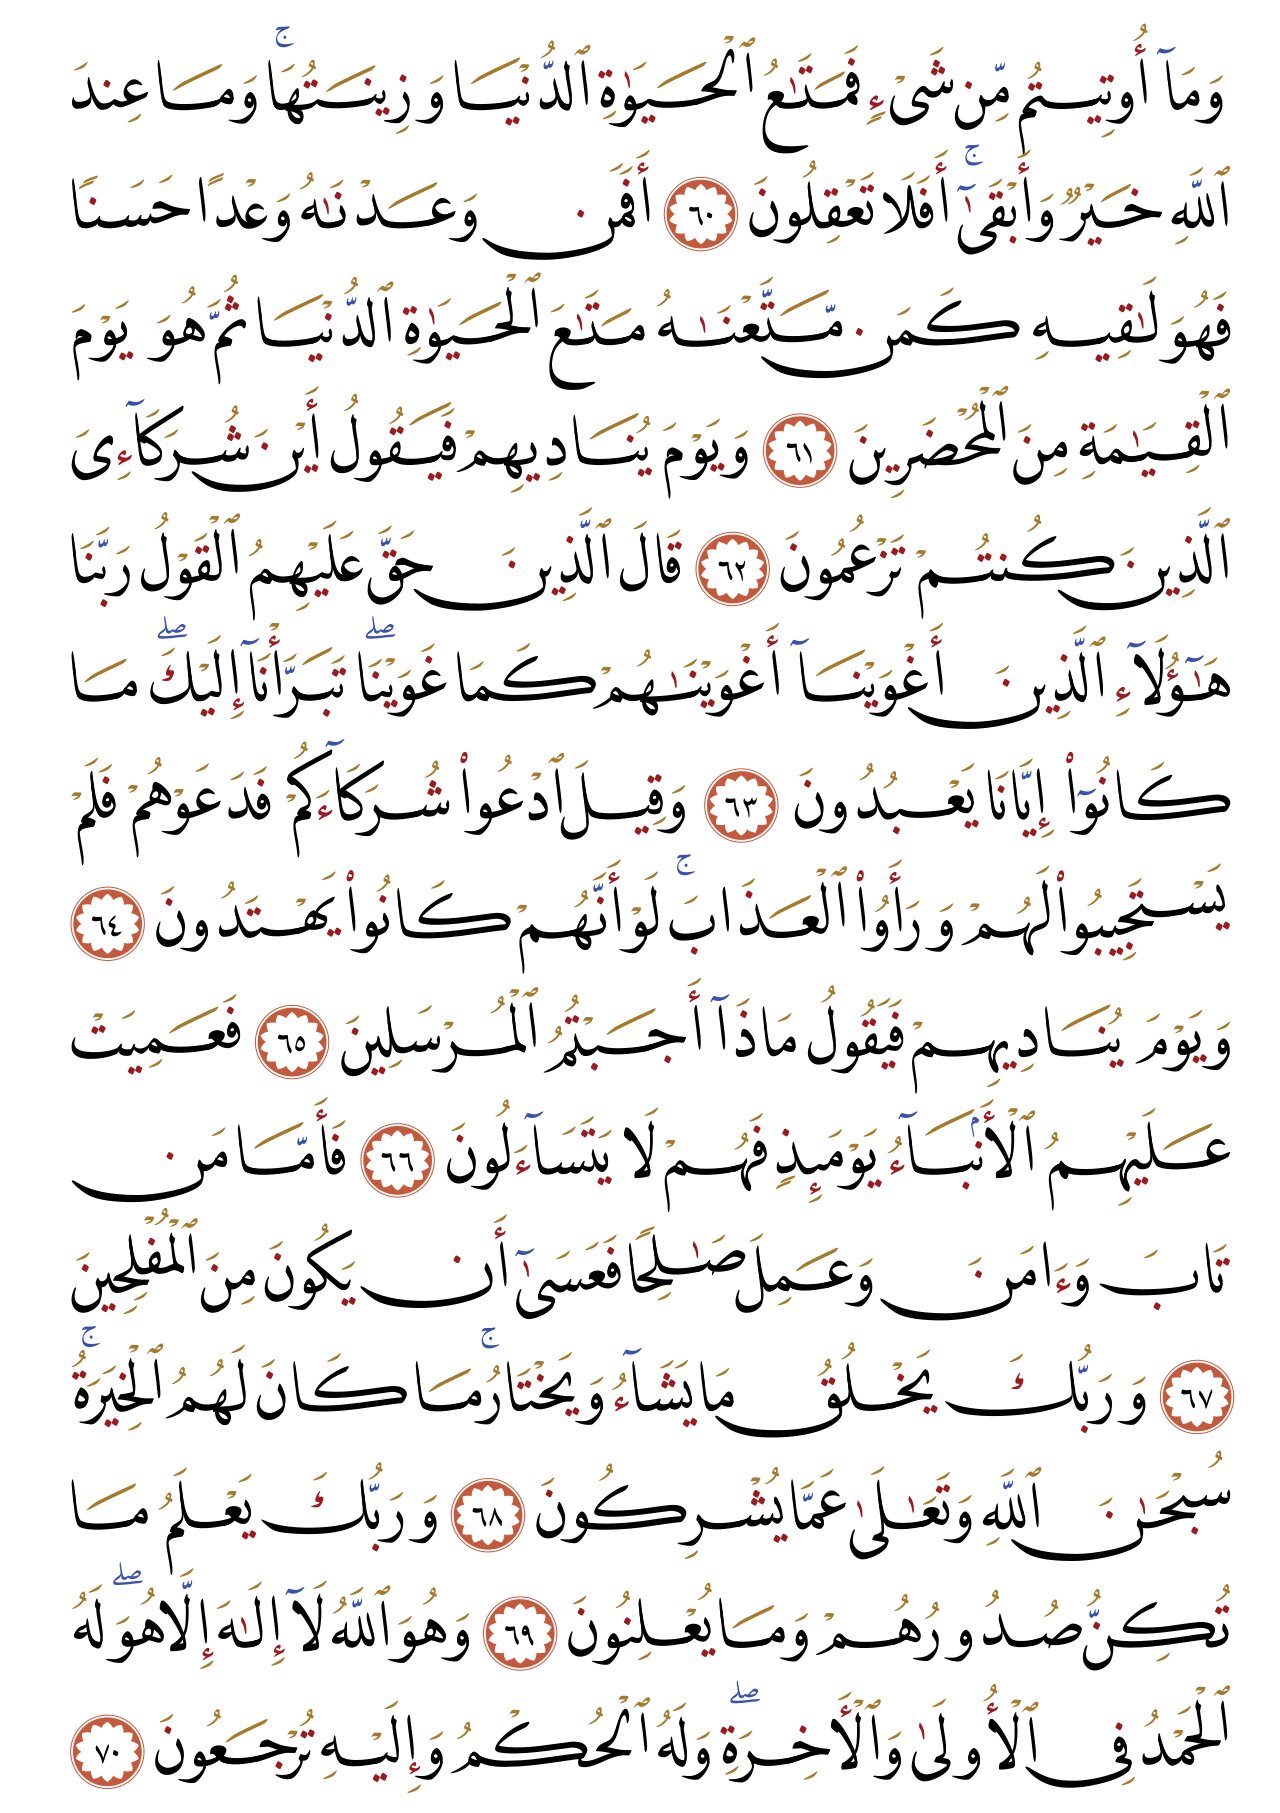 وَمَآ أُوتِيتُم مِّن شَىْءٍ فَمَتَـٰعُ ٱلْحَيَوٰةِ ٱلدُّنْيَا وَزِينَتُهَا ۚ وَمَا عِندَ
ٱللَّهِ خَيْرٌ وَأَبْقَىٰٓ ۚ أَفَلَا تَعْقِلُونَ ٦٠ أَفَمَن وَعَدْنَـٰهُ وَعْدًا حَسَنًا
فَهُوَ لَـٰقِيهِ كَمَن مَّتَّعْنَـٰهُ مَتَـٰعَ ٱلْحَيَوٰةِ ٱلدُّنْيَا ثُمَّ هُوَ يَوْمَ
ٱلْقِيَـٰمَةِ مِنَ ٱلْمُحْضَرِينَ ٦١ وَيَوْمَ يُنَادِيهِمْ فَيَقُولُ أَيْنَ شُرَكَآءِىَ
ٱلَّذِينَ كُنتُمْ تَزْعُمُونَ ٦٢ قَالَ ٱلَّذِينَ حَقَّ عَلَيْهِمُ ٱلْقَوْلُ رَبَّنَا
هَـٰٓؤُلَآءِ ٱلَّذِينَ أَغْوَيْنَآ أَغْوَيْنَـٰهُمْ كَمَا غَوَيْنَا ۖ تَبَرَّأْنَآ إِلَيْكَ ۖ مَا
كَانُوٓا۟ إِيَّانَا يَعْبُدُونَ ٦٣ وَقِيلَ ٱدْعُوا۟ شُرَكَآءَكُمْ فَدَعَوْهُمْ فَلَمْ
يَسْتَجِيبُوا۟ لَهُمْ وَرَأَوُا۟ ٱلْعَذَابَ ۚ لَوْ أَنَّهُمْ كَانُوا۟ يَهْتَدُونَ ٦٤
وَيَوْمَ يُنَادِيهِمْ فَيَقُولُ مَاذَآ أَجَبْتُمُ ٱلْمُرْسَلِينَ ٦٥ فَعَمِيَتْ
عَلَيْهِمُ ٱلْأَنۢبَآءُ يَوْمَئِذٍ فَهُمْ لَا يَتَسَآءَلُونَ ٦٦ فَأَمَّا مَن
تَابَ وَءَامَنَ وَعَمِلَ صَـٰلِحًا فَعَسَىٰٓ أَن يَكُونَ مِنَ ٱلْمُفْلِحِينَ
٦٧ وَرَبُّكَ يَخْلُقُ مَا يَشَآءُ وَيَخْتَارُ ۚ مَا كَانَ لَهُمُ ٱلْخِيَرَةُ ۚ
سُبْحَـٰنَ ٱللَّهِ وَتَعَـٰلَىٰ عَمَّا يُشْرِكُونَ ٦٨ وَرَبُّكَ يَعْلَمُ مَا
تُكِنُّ صُدُورُهُمْ وَمَا يُعْلِنُونَ ٦٩ وَهُوَ ٱللَّهُ لَآ إِلَـٰهَ إِلَّا هُوَ ۖ لَهُ
ٱلْحَمْدُ فِى ٱلْأُولَىٰ وَٱلْـَٔاخِرَةِ ۖ وَلَهُ ٱلْحُكْمُ وَإِلَيْهِ تُرْجَعُونَ ٧٠